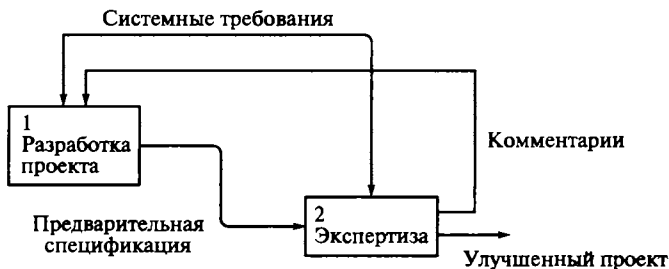 Системные требования
1
Разработка
проекта
Комментарии
Предварительная
спецификация
2
Экспертиза
Улучшенный проект